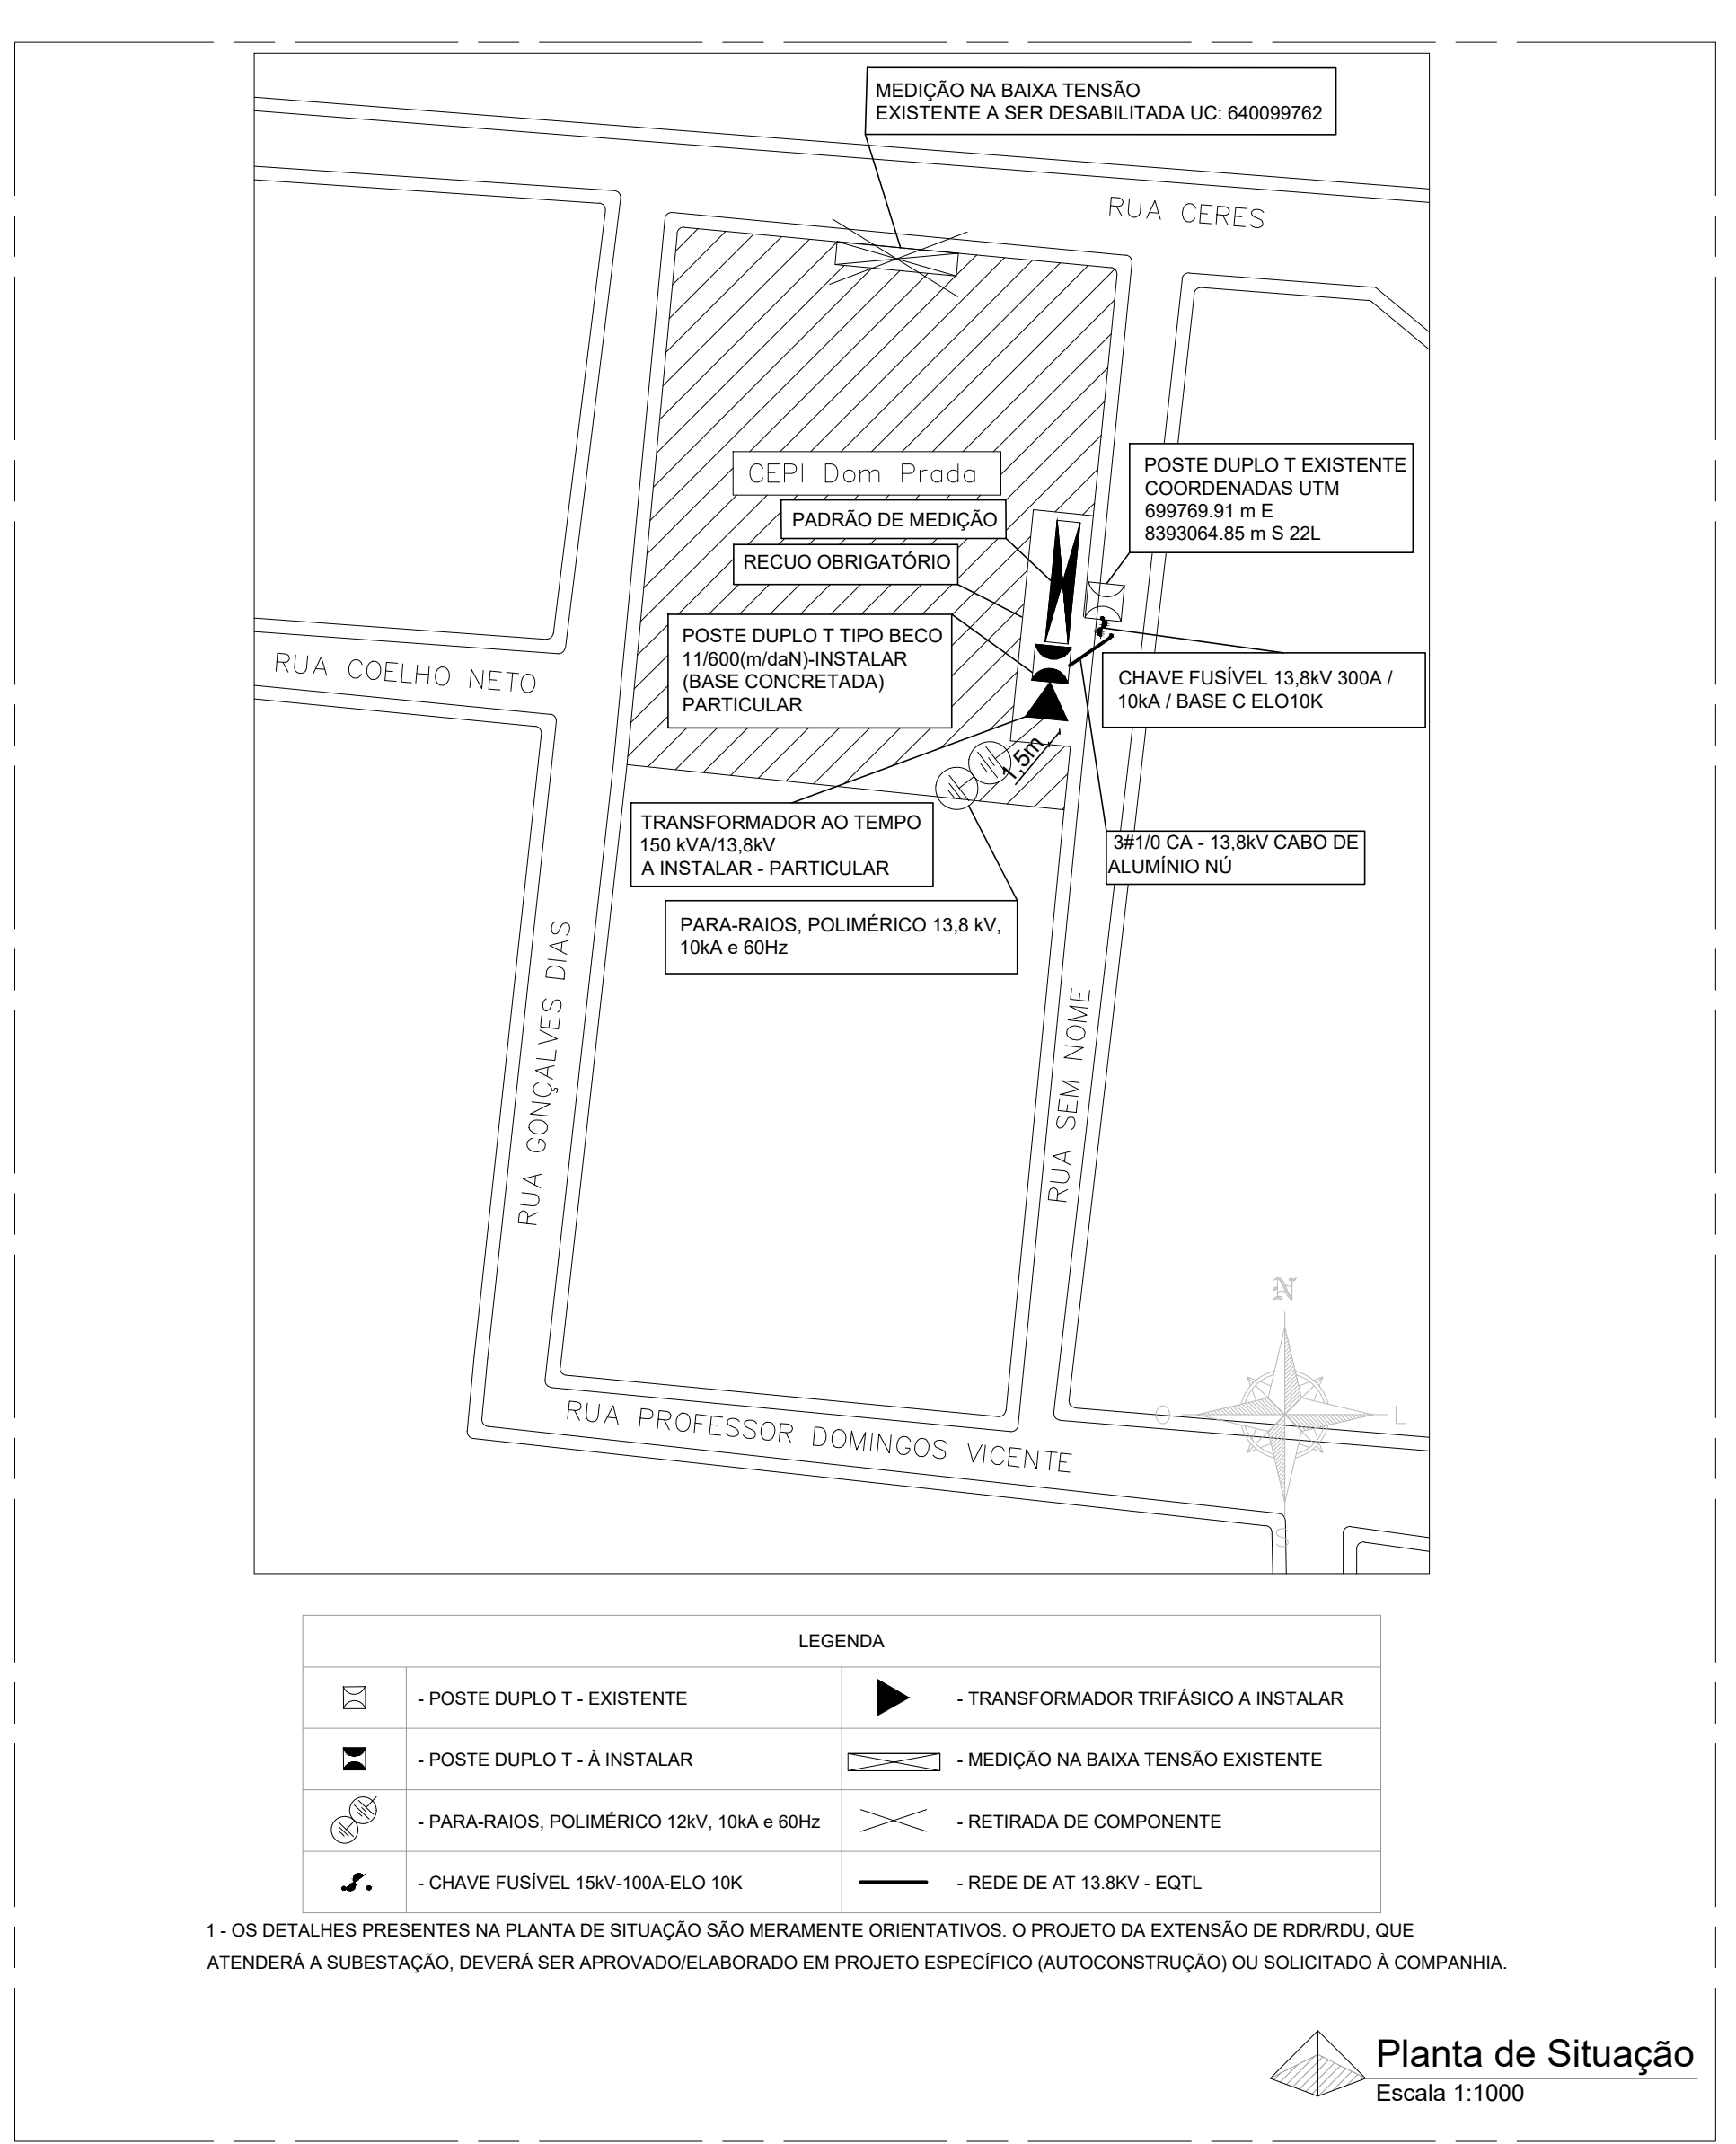 MEDIÇÃO NA BAIXA TENSÃO
EXISTENTE A SER DESABILITADA UC: 640099762
RUA CERES
CEPI Dom Prada
POSTE DUPLO T EXISTENTE
COORDENADAS UTM
699769.91 m E
8393064.85 m S 22L
PADRÃO DE MEDIÇÃO
RECUO OBRIGATÓRIO
POSTE DUPLO T TIPO BECO
11/600(m/daN)-INSTALAR
(BASE CONCRETADA)
PARTICULAR
RUA COELHO NETO
CHAVE FUSÍVEL 13,8kV 300A /
10kA / BASE C ELO10K
1,5m
TRANSFORMADOR AO TEMPO
150 kVA/13,8kV
A INSTALAR - PARTICULAR
3#1/0 CA - 13,8kV CABO DE
ALUMÍNIO NÚ
PARA-RAIOS, POLIMÉRICO 13,8 kV,
10kA e 60Hz
RUA GONÇALVES DIAS
RUA SEM NOME
N
O
L
S
RUA PROFESSOR DOMINGOS VICENTE
LEGENDA
- POSTE DUPLO T - EXISTENTE
- TRANSFORMADOR TRIFÁSICO A INSTALAR
- POSTE DUPLO T - À INSTALAR
- MEDIÇÃO NA BAIXA TENSÃO EXISTENTE
- PARA-RAIOS, POLIMÉRICO 12kV, 10kA e 60Hz
- RETIRADA DE COMPONENTE
- CHAVE FUSÍVEL 15kV-100A-ELO 10K
- REDE DE AT 13.8KV - EQTL
1 - OS DETALHES PRESENTES NA PLANTA DE SITUAÇÃO SÃO MERAMENTE ORIENTATIVOS. O PROJETO DA EXTENSÃO DE RDR/RDU, QUE
ATENDERÁ A SUBESTAÇÃO, DEVERÁ SER APROVADO/ELABORADO EM PROJETO ESPECÍFICO (AUTOCONSTRUÇÃO) OU SOLICITADO À COMPANHIA.
Planta de Situação
Escala 1:1000